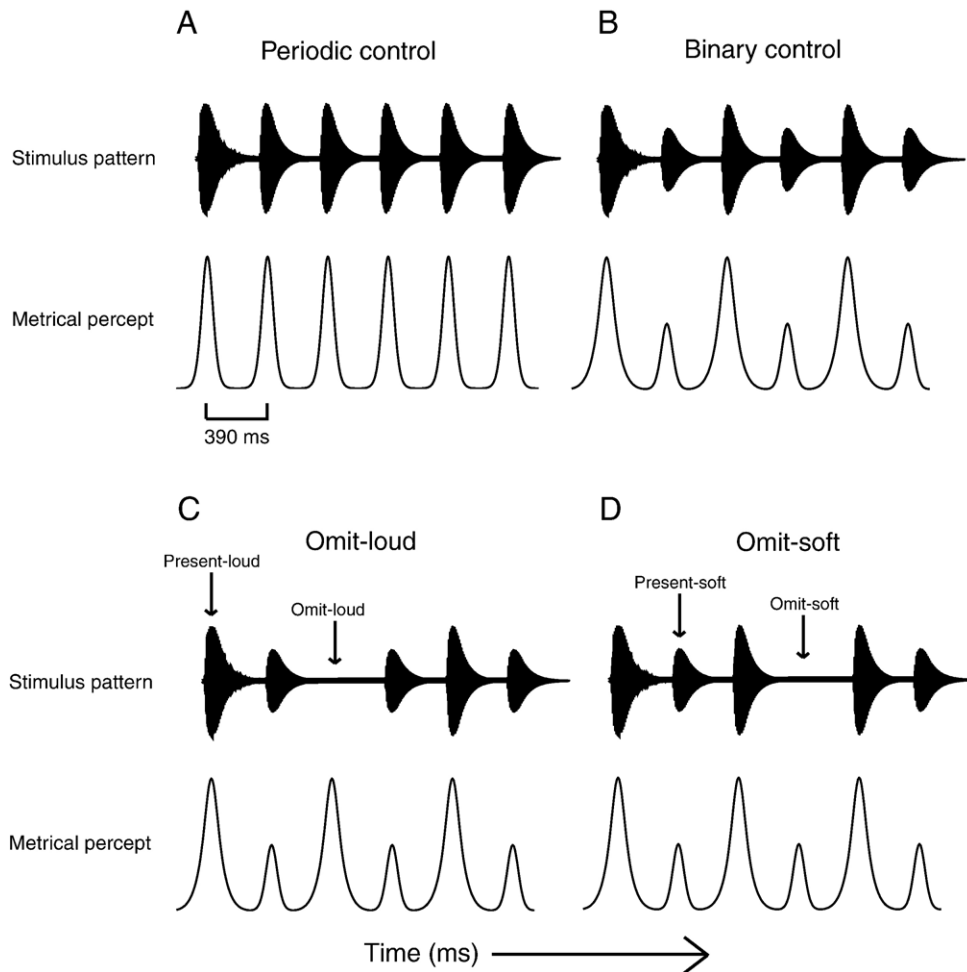 A
Periodic control
B
Binary control
Stimulus pattern
Metrical percept
390 ms
C
Omit-loud
D
Omit-soft
Present-loud
Omit-loud
Present-soft
Omit-soft
Stimulus pattern
Metrical percept
Time (ms)